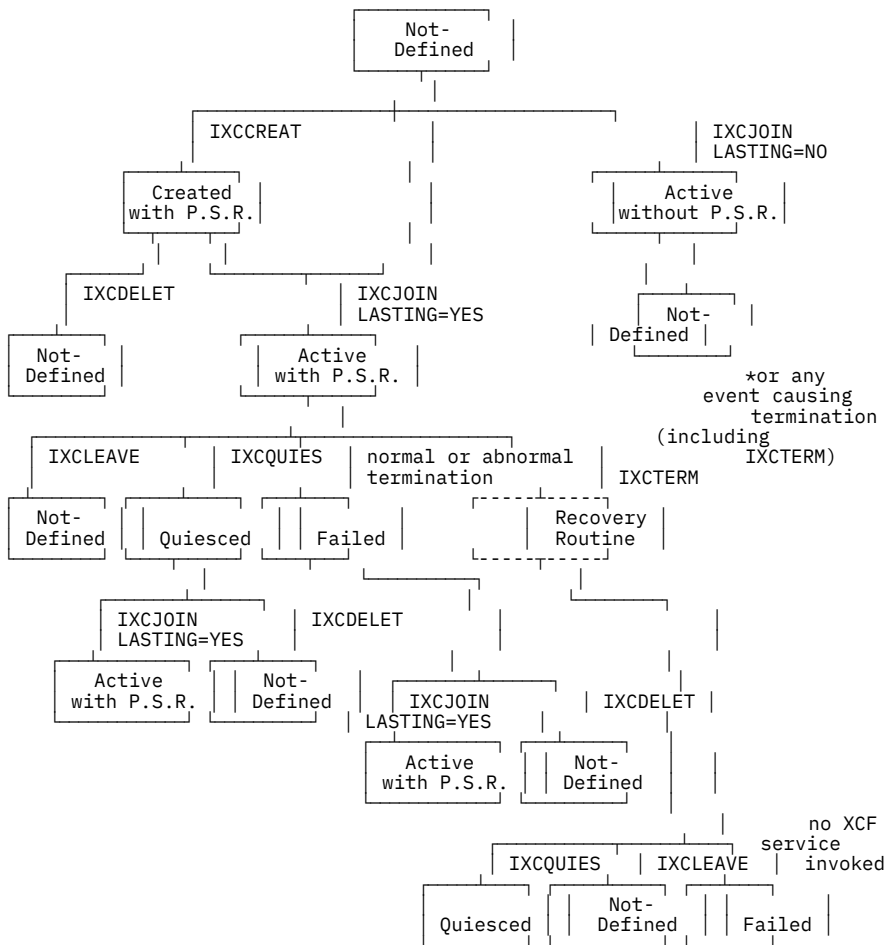 Not-
Defined
IXCCREAT
IXCJOIN
LASTING=NO
Created
with P.S.R.
Active
without P.S.R.
IXCDELET
IXCJOIN
LASTING=YES
Not-
Defined
Not-
Defined
Active
with P.S.R.
*or any
event causing
termination
(including
IXCTERM)
IXCLEAVE
IXCQUIES
normal or abnormal
termination
IXCTERM
Not-
Defined
Quiesced
Failed
Recovery
Routine
IXCJOIN
LASTING=YES
IXCDELET
Active
with P.S.R.
Not-
Defined
IXCJOIN
LASTING=YES
IXCDELET
Active
with P.S.R.
Not-
Defined
no XCF
service
invoked
IXCQUIES
IXCLEAVE
Quiesced
Not-
Defined
Failed